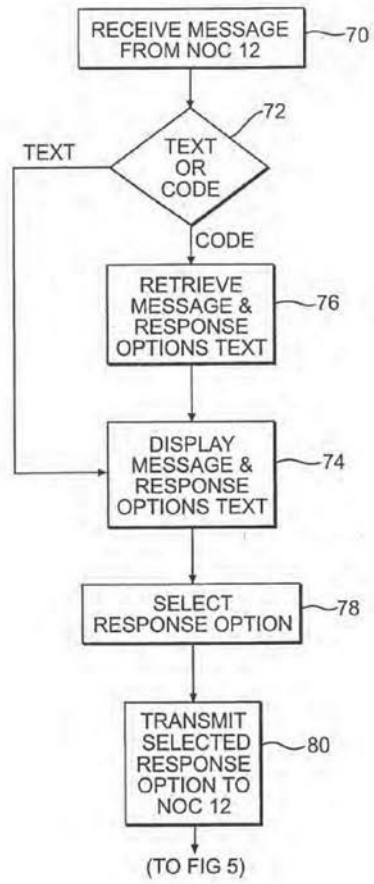 RECEIVE MESSAGE
FROM NOC 12
70
72
TEXT
TEXT
OR
CODE
CODE
RETRIEVE
MESSAGE &
RESPONSE
OPTIONS TEXT
76
DISPLAY
MESSAGE &
RESPONSE
OPTIONS TEXT
74
SELECT
RESPONSE OPTION
78
TRANSMIT
SELECTED
RESPONSE
OPTION TO
NOC 12
80
(TO FIG 5)